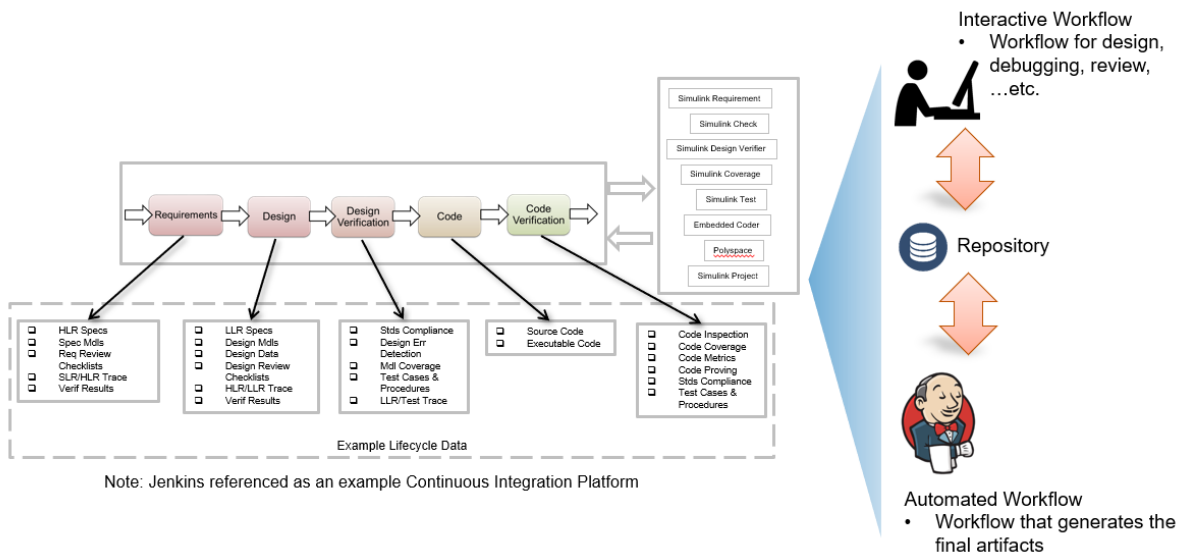 Interactive Workflow
• Workflow for design,
debugging, review,
…etc.
Simulink Requirement
Simulink Check
Simulink Design Verifier
Simulink Coverage
Simulink Test
Embedded Coder
Polyspace
Simulink Project
Requirements
Design
Design
Verification
Code
Code
Verification
Repository
HLR Specs
Spec Mdls
Req Review
Checklists
SLR/HLR Trace
Verif Results
LLR Specs
Design Mdls
Design Data
Design Review
Checklists
HLR/LLR Trace
Verif Results
Stds Compliance
Design Err
Detection
Mdl Coverage
Test Cases &
Procedures
LLR/Test Trace
Source Code
Executable Code
Code Inspection
Code Coverage
Code Metrics
Code Proving
Stds Compliance
Test Cases &
Procedures
Example Lifecycle Data
Note: Jenkins referenced as an example Continuous Integration Platform
Automated Workflow
• Workflow that generates the
final artifacts